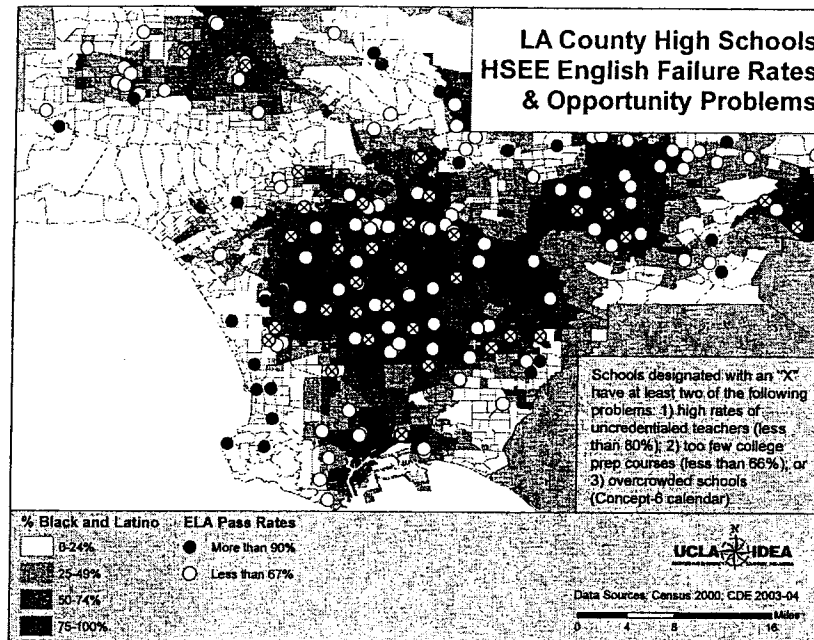 LA County High Schools
HSEE English Failure Rates
& Opportunity Problems
Schools designated with an "X"
have at least two of the following
problems: 1) high rates of
uncredentialed teachers (less
than 80%); 2) too few college
prep courses (less than 66%); or
3) overcrowded schools
(Concept-6 calendar)
% Black and Latino
0-24%
25-49%
50-74%
75-100%
ELA Pass Rates
More than 90%
Less than 67%
UCLA IDEA
Data Sources: Census 2000; CDE 2003-04
Miles
0 4 8 16